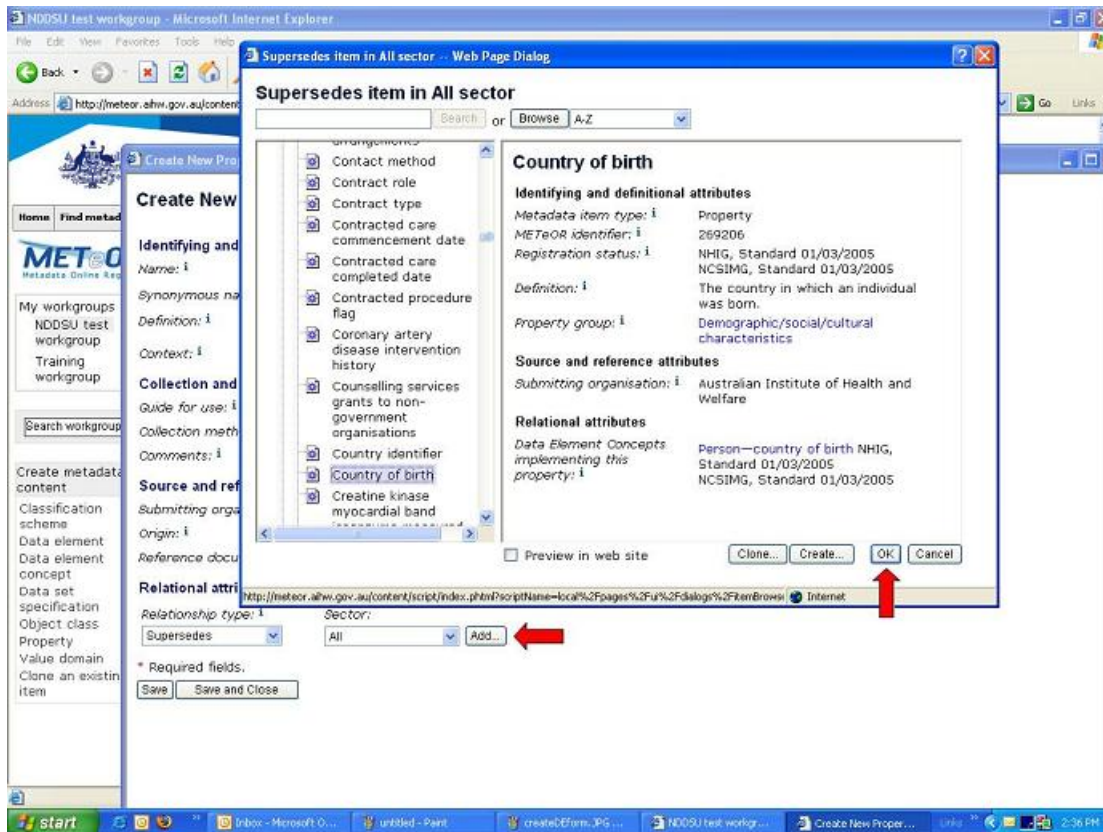 NDDSU test workgroup - Microsoft Internet Explorer
File Edit View Favorites Tools Help
Back
Address http://meteor.aihw.gov.au/content
Go Links
Home Find metad
METeO
Metadata Online Reg
My workgroups
NDDSU test
workgroup
Training
workgroup
Search workgroup
Create metadata
content
Classification
scheme
Data element
Data element
concept
Data set
specification
Object class
Property
Value domain
Clone an existin
item
Create New Pro
Create New
Identifying and
Name:
Synonymous na
Definition:
Context:
Collection and
Guide for use:
Collection meth
Comments:
Source and ref
Submitting orga
Origin:
Reference docu
Relational attri
Relationship type: Sector:
Supersedes All Add...
* Required fields.
Save Save and Close
Supersedes item in All sector -- Web Page Dialog
Supersedes item in All sector
Search or Browse A-Z
arrangements
Contact method
Contract role
Contract type
Contracted care
commencement date
Contracted care
completed date
Contracted procedure
flag
Coronary artery
disease intervention
history
Counselling services
grants to non-
government
organisations
Country identifier
Country of birth
Creatine kinase
myocardial band
Country of birth
Identifying and definitional attributes
Metadata item type: i Property
METeOR identifier: i 269206
Registration status: i NHIG, Standard 01/03/2005
NCSIMG, Standard 01/03/2005
Definition: i The country in which an individual
was born.
Property group: i Demographic/social/cultural
characteristics
Source and reference attributes
Submitting organisation: i Australian Institute of Health and
Welfare
Relational attributes
Data Element Concepts Person—country of birth NHIG,
implementing this Standard 01/03/2005
property: i NCSIMG, Standard 01/03/2005
Preview in web site Clone... Create... OK Cancel
http://meteor.aihw.gov.au/content/script/index.phtml?scriptName=local%2Fpages%2Fui%2Fdialogs%2FitemBrowse Internet
start Inbox - Microsoft O... untitled - Paint createDEform.JPG ... NDDSU test workgr... Create New Proper... Links 2:36 PM